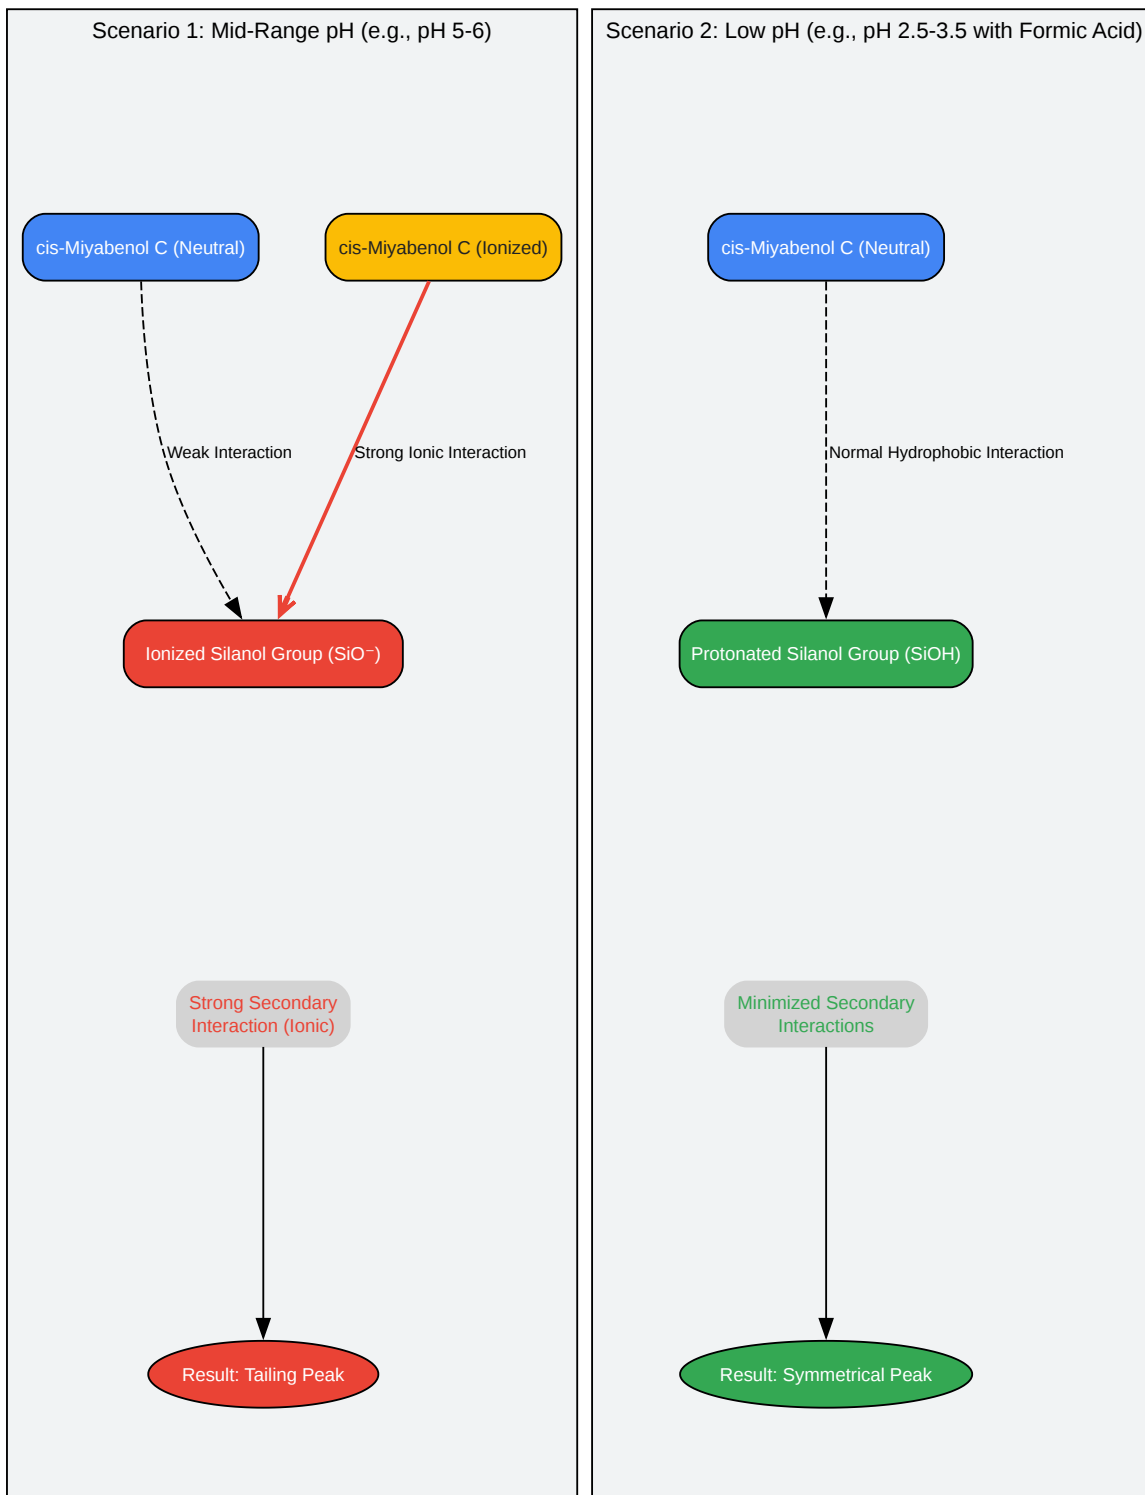 Scenario 1: Mid-Range pH (e.g., pH 5-6)
cis-Miyabenol C (Neutral)
cis-Miyabenol C (Ionized)
Weak Interaction
Strong Ionic Interaction
Ionized Silanol Group (SiO⁻)
Strong Secondary
Interaction (Ionic)
Result: Tailing Peak
Scenario 2: Low pH (e.g., pH 2.5-3.5 with Formic Acid)
cis-Miyabenol C (Neutral)
Normal Hydrophobic Interaction
Protonated Silanol Group (SiOH)
Minimized Secondary
Interactions
Result: Symmetrical Peak